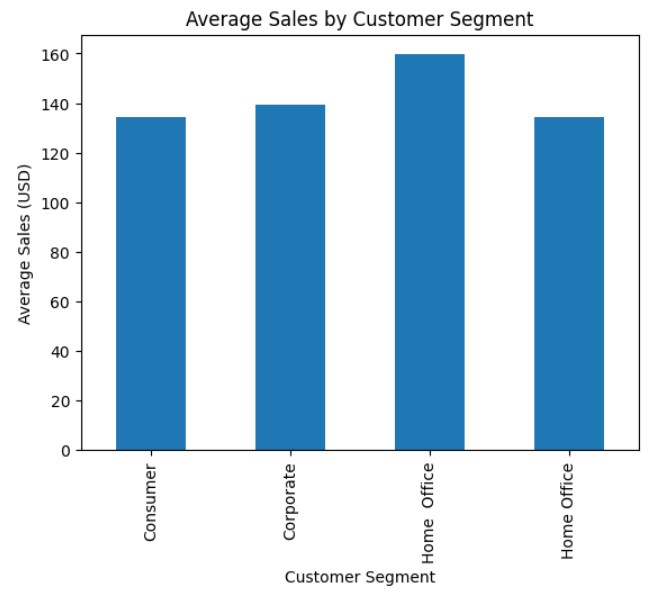 Average Sales by Customer Segment
Average Sales (USD)
160
140
120
100
80
60
40
20
0
Consumer
Corporate
Home  Office
Home Office
Customer Segment